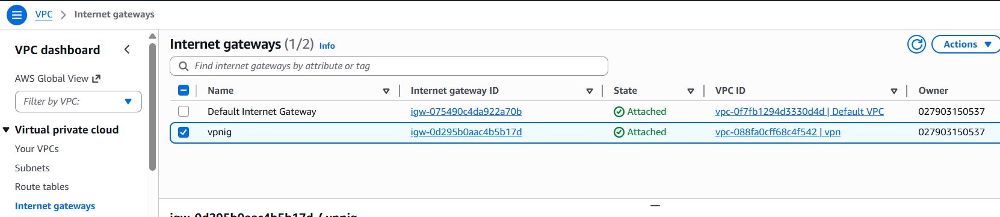 VPC > Internet gateways
VPC dashboard
AWS Global View
Filter by VPC:
Virtual private cloud
Your VPCs
Subnets
Route tables
Internet gateways
Internet gateways (1/2) Info
Actions
Find internet gateways by attribute or tag
Name Internet gateway ID State VPC ID Owner
Default Internet Gateway igw-075490c4da922a70b Attached vpc-0f7fb1294d3330d4d | Default VPC 027903150537
vpnig igw-0d295b0aac4b5b17d Attached vpc-088fa0cff68c4f542 | vpn 027903150537
igw-0d295b0aac4b5b17d / vpnig